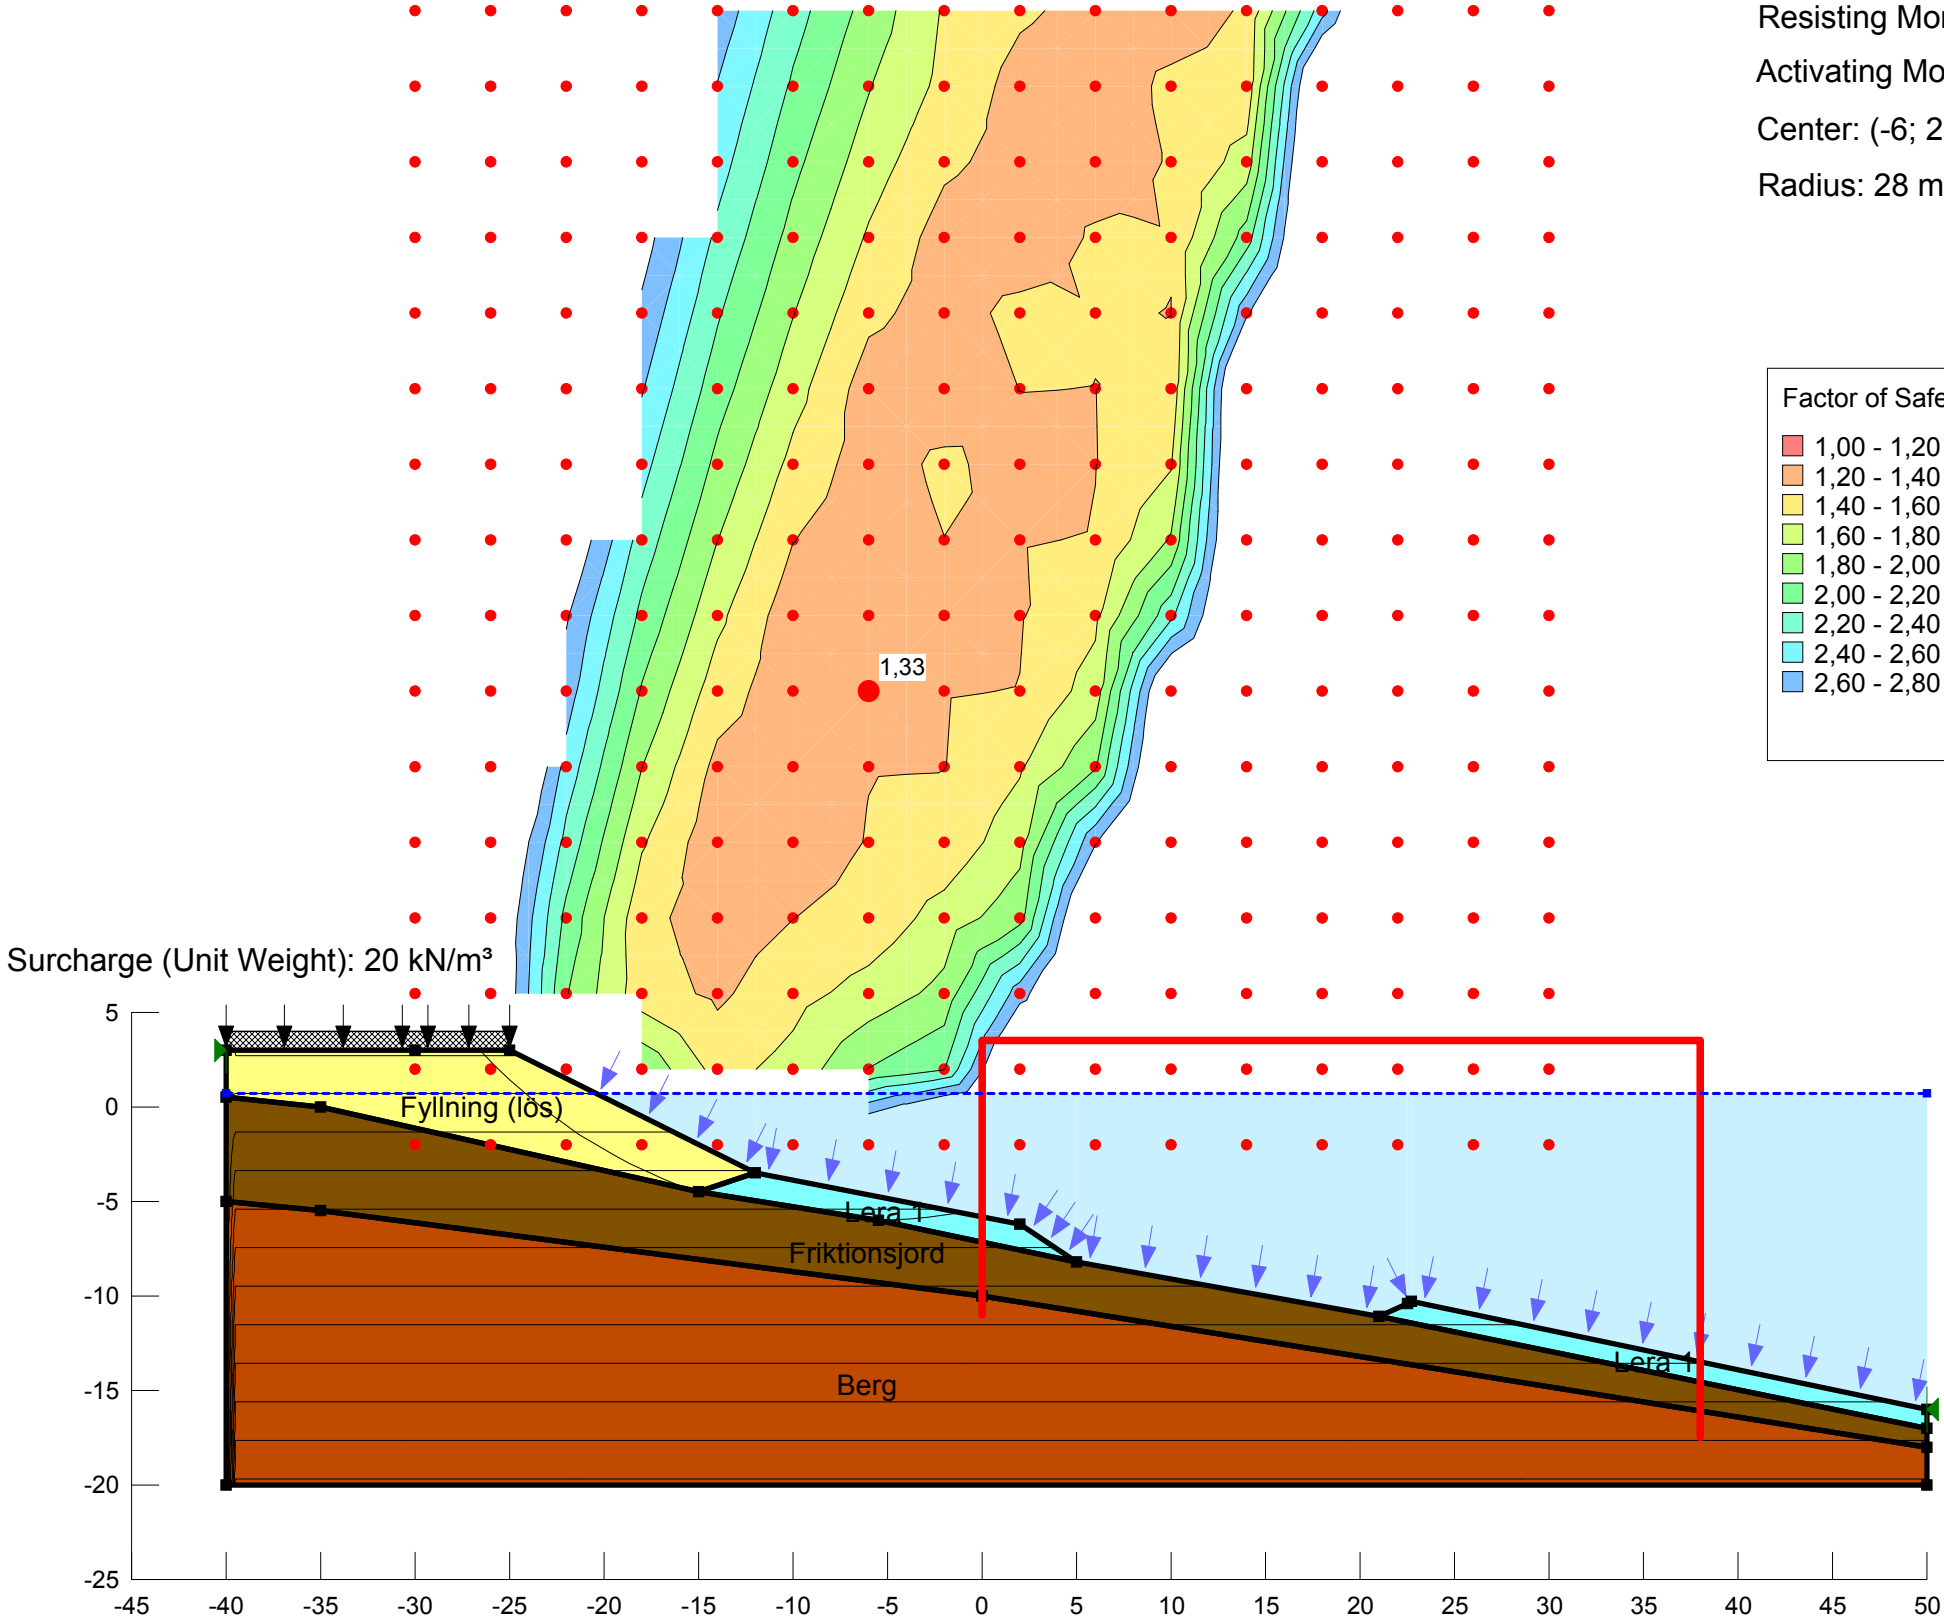 Resisting Mo
Activating Mo
Center: (-6; 2
Radius: 28 m
1,33
Factor of Safe
1,00 - 1,20
1,20 - 1,40
1,40 - 1,60
1,60 - 1,80
1,80 - 2,00
2,00 - 2,20
2,20 - 2,40
2,40 - 2,60
2,60 - 2,80
Surcharge (Unit Weight): 20 kN/m³
5
0
-5
-10
-15
-20
-25
Fyllning (lös)
Lera 1
Friktionsjord
Lera 1
Berg
-45 -40 -35 -30 -25 -20 -15 -10 -5 0 5 10 15 20 25 30 35 40 45 50